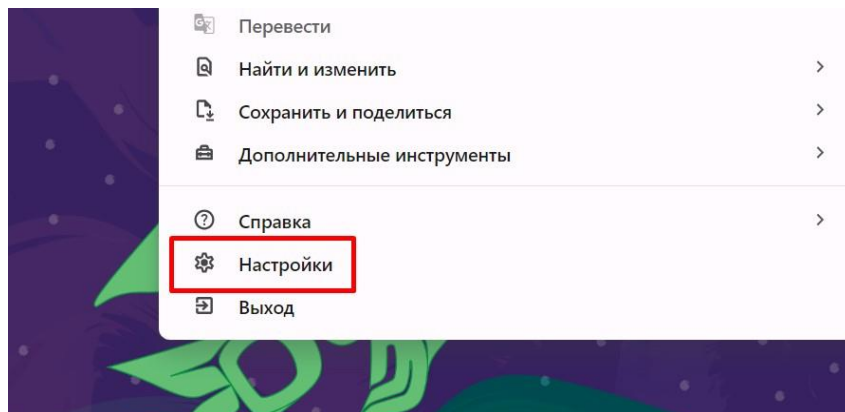 Перевести
Найти и изменить
Сохранить и поделиться
Дополнительные инструменты
Справка
Настройки
Выход